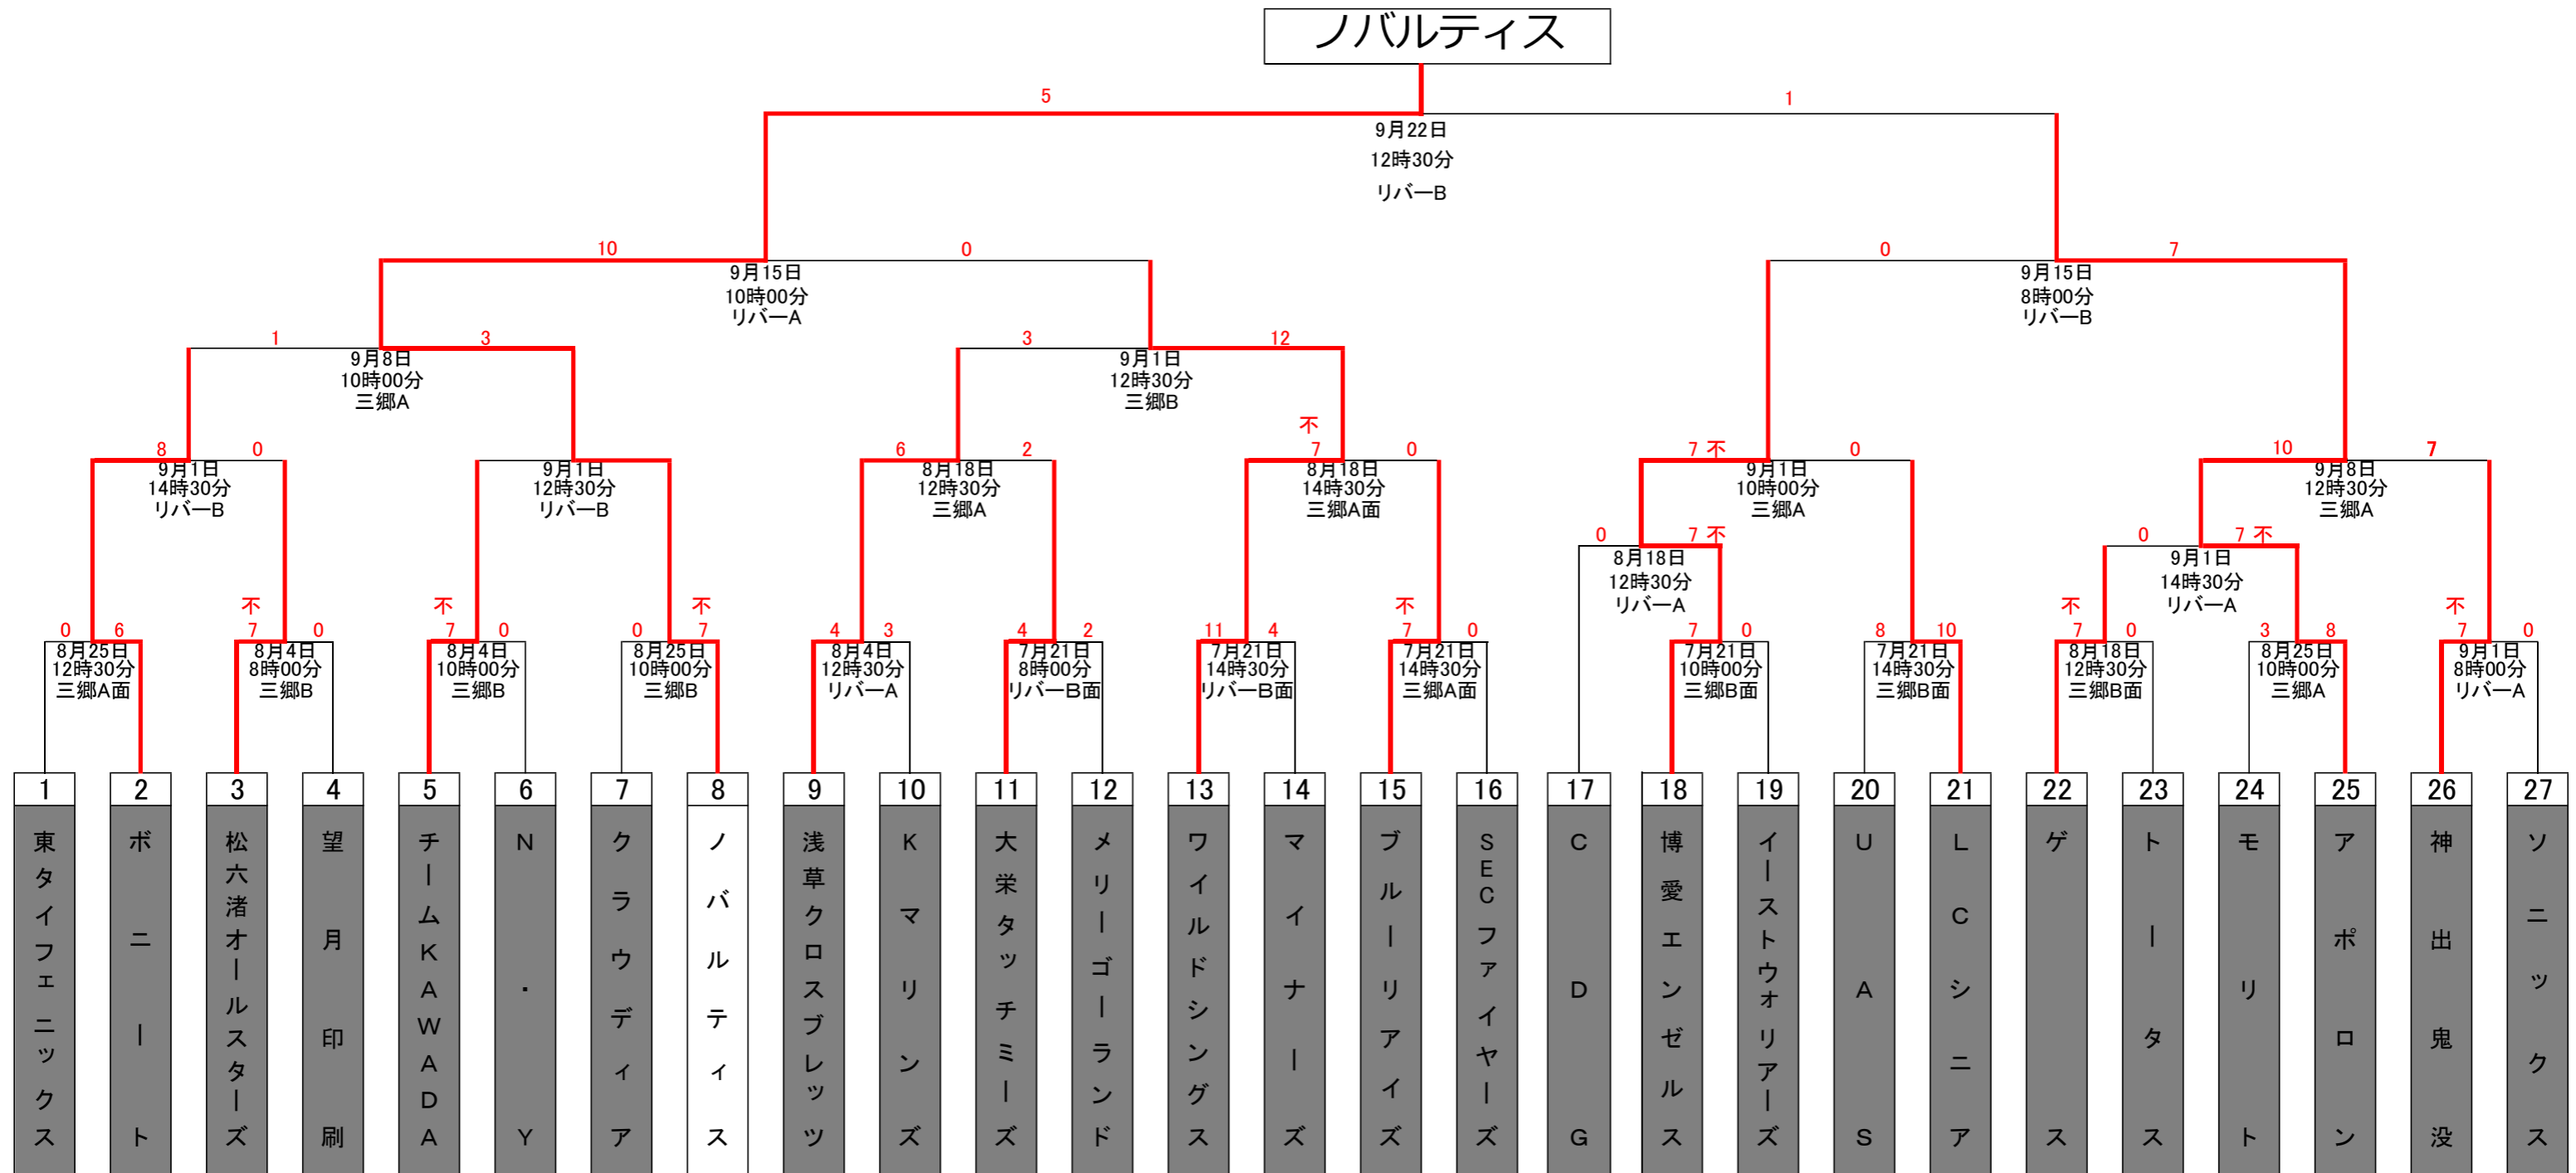 ノバルティス
5
1
9月22日
12時30分
リバーB
10
0
0
7
9月15日
10時00分
リバーA
9月15日
8時00分
リバーB
1
3
3
12
9月8日
10時00分
三郷A
9月1日
12時30分
三郷B
不
8
0
6
2
7
0
7 不
0
10
7
9月1日
14時30分
リバーB
9月1日
12時30分
リバーB
8月18日
12時30分
三郷A
8月18日
14時30分
三郷A面
9月1日
10時00分
三郷A
9月8日
12時30分
三郷A
0
7 不
0
7 不
8月18日
12時30分
リバーA
9月1日
14時30分
リバーA
不
不
不
不
不
不
0
6
7
0
7
0
0
7
4
3
4
2
11
4
7
0
7
0
8
10
7
0
3
8
7
0
8月25日
12時30分
三郷A面
8月4日
8時00分
三郷B
8月4日
10時00分
三郷B
8月25日
10時00分
三郷B
8月4日
12時30分
リバーA
7月21日
8時00分
リバーB面
7月21日
14時30分
リバーB面
7月21日
14時30分
三郷A面
7月21日
10時00分
三郷B面
7月21日
14時30分
三郷B面
8月18日
12時30分
三郷B面
8月25日
10時00分
三郷A
9月1日
8時00分
リバーA
1
東タイフェニックス
2
ボニート
3
松六渚オールスターズ
4
望月印刷
5
チームKAWADA
6
N・Y
7
クラウディア
8
ノバルティス
9
浅草クロスブレッツ
10
Kマリンズ
11
大栄タッチミーズ
12
メリーゴーランド
13
ワイルドシングス
14
マイナーズ
15
ブルーリアイズ
16
SECファイヤーズ
17
CDG
18
博愛エンゼルス
19
イーストウォリアーズ
20
UAS
21
LCシニア
22
ゲス
23
トータス
24
モリト
25
アポロン
26
神出鬼没
27
ソニックス